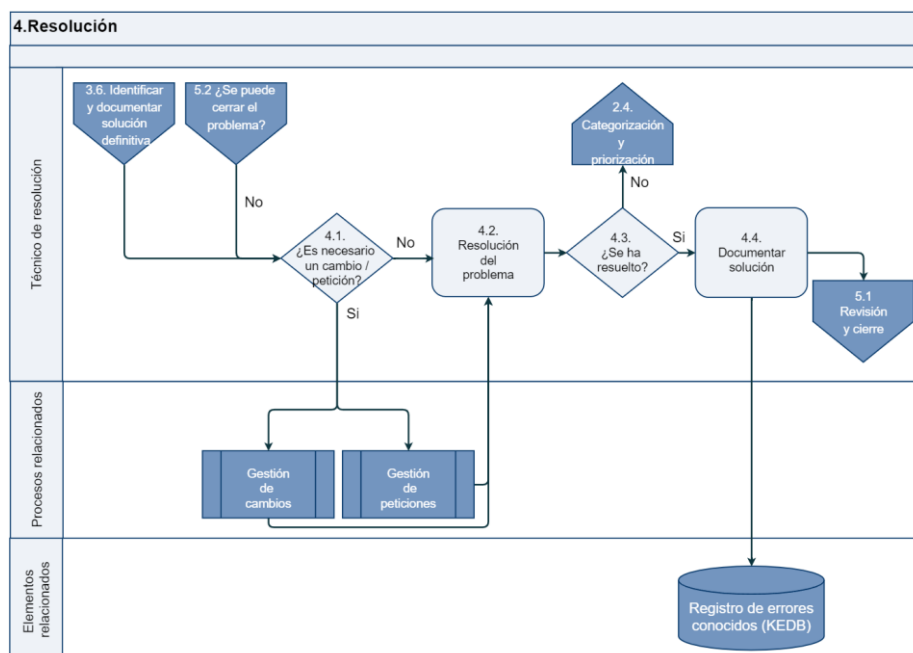 4.Resolución
Técnico de resolución
3.6. Identificar
y documentar
solución
definitiva
5.2 ¿Se puede
cerrar el
problema?
2.4.
Categorización
y
priorización
No
No
4.1.
¿Es necesario
un cambio /
petición?
No
Si
4.2.
Resolución
del
problema
4.3.
¿Se ha
resuelto?
Si
4.4.
Documentar
solución
5.1
Revisión
y cierre
Procesos relacionados
Gestión
de
cambios
Gestión
de
peticiones
Elementos
relacionados
Registro de errores
conocidos (KEDB)